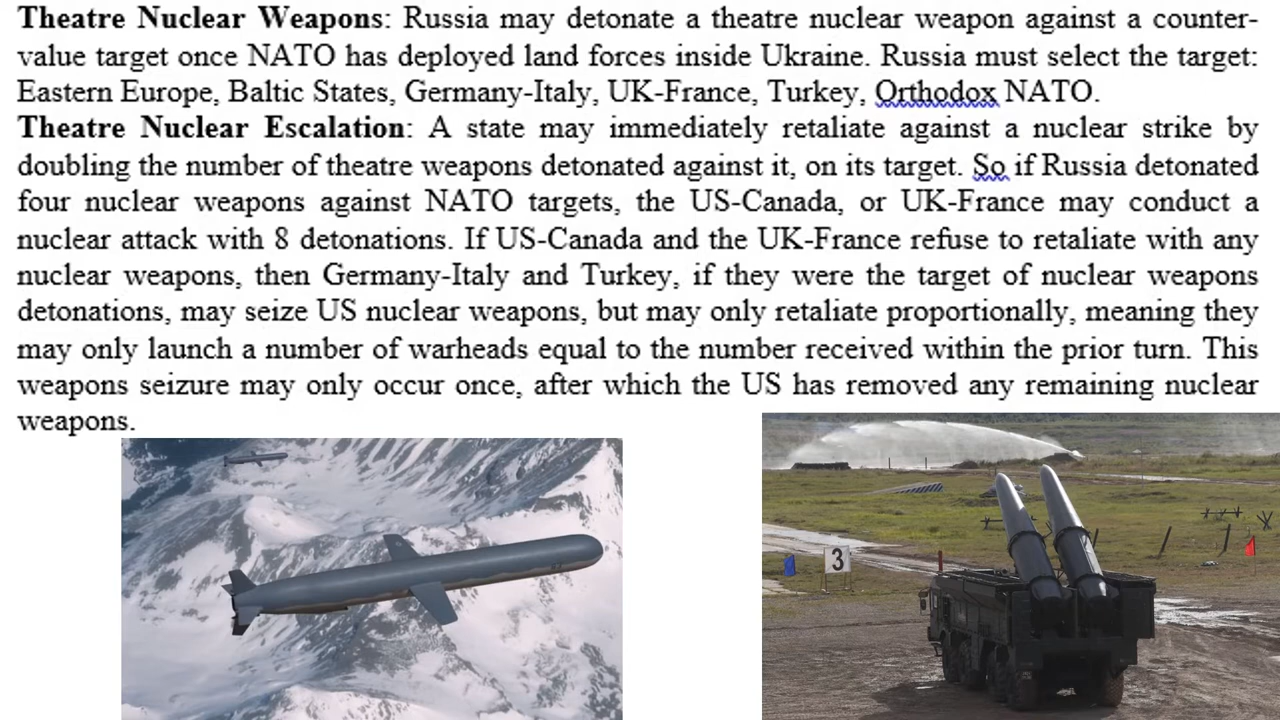 Theatre Nuclear Weapons: Russia may detonate a theatre nuclear weapon against a counter-
value target once NATO has deployed land forces inside Ukraine. Russia must select the target:
Eastern Europe, Baltic States, Germany-Italy, UK-France, Turkey, Orthodox NATO.
Theatre Nuclear Escalation: A state may immediately retaliate against a nuclear strike by
doubling the number of theatre weapons detonated against it, on its target. So if Russia detonated
four nuclear weapons against NATO targets, the US-Canada, or UK-France may conduct a
nuclear attack with 8 detonations. If US-Canada and the UK-France refuse to retaliate with any
nuclear weapons, then Germany-Italy and Turkey, if they were the target of nuclear weapons
detonations, may seize US nuclear weapons, but may only retaliate proportionally, meaning they
may only launch a number of warheads equal to the number received within the prior turn. This
weapons seizure may only occur once, after which the US has removed any remaining nuclear
weapons.
3